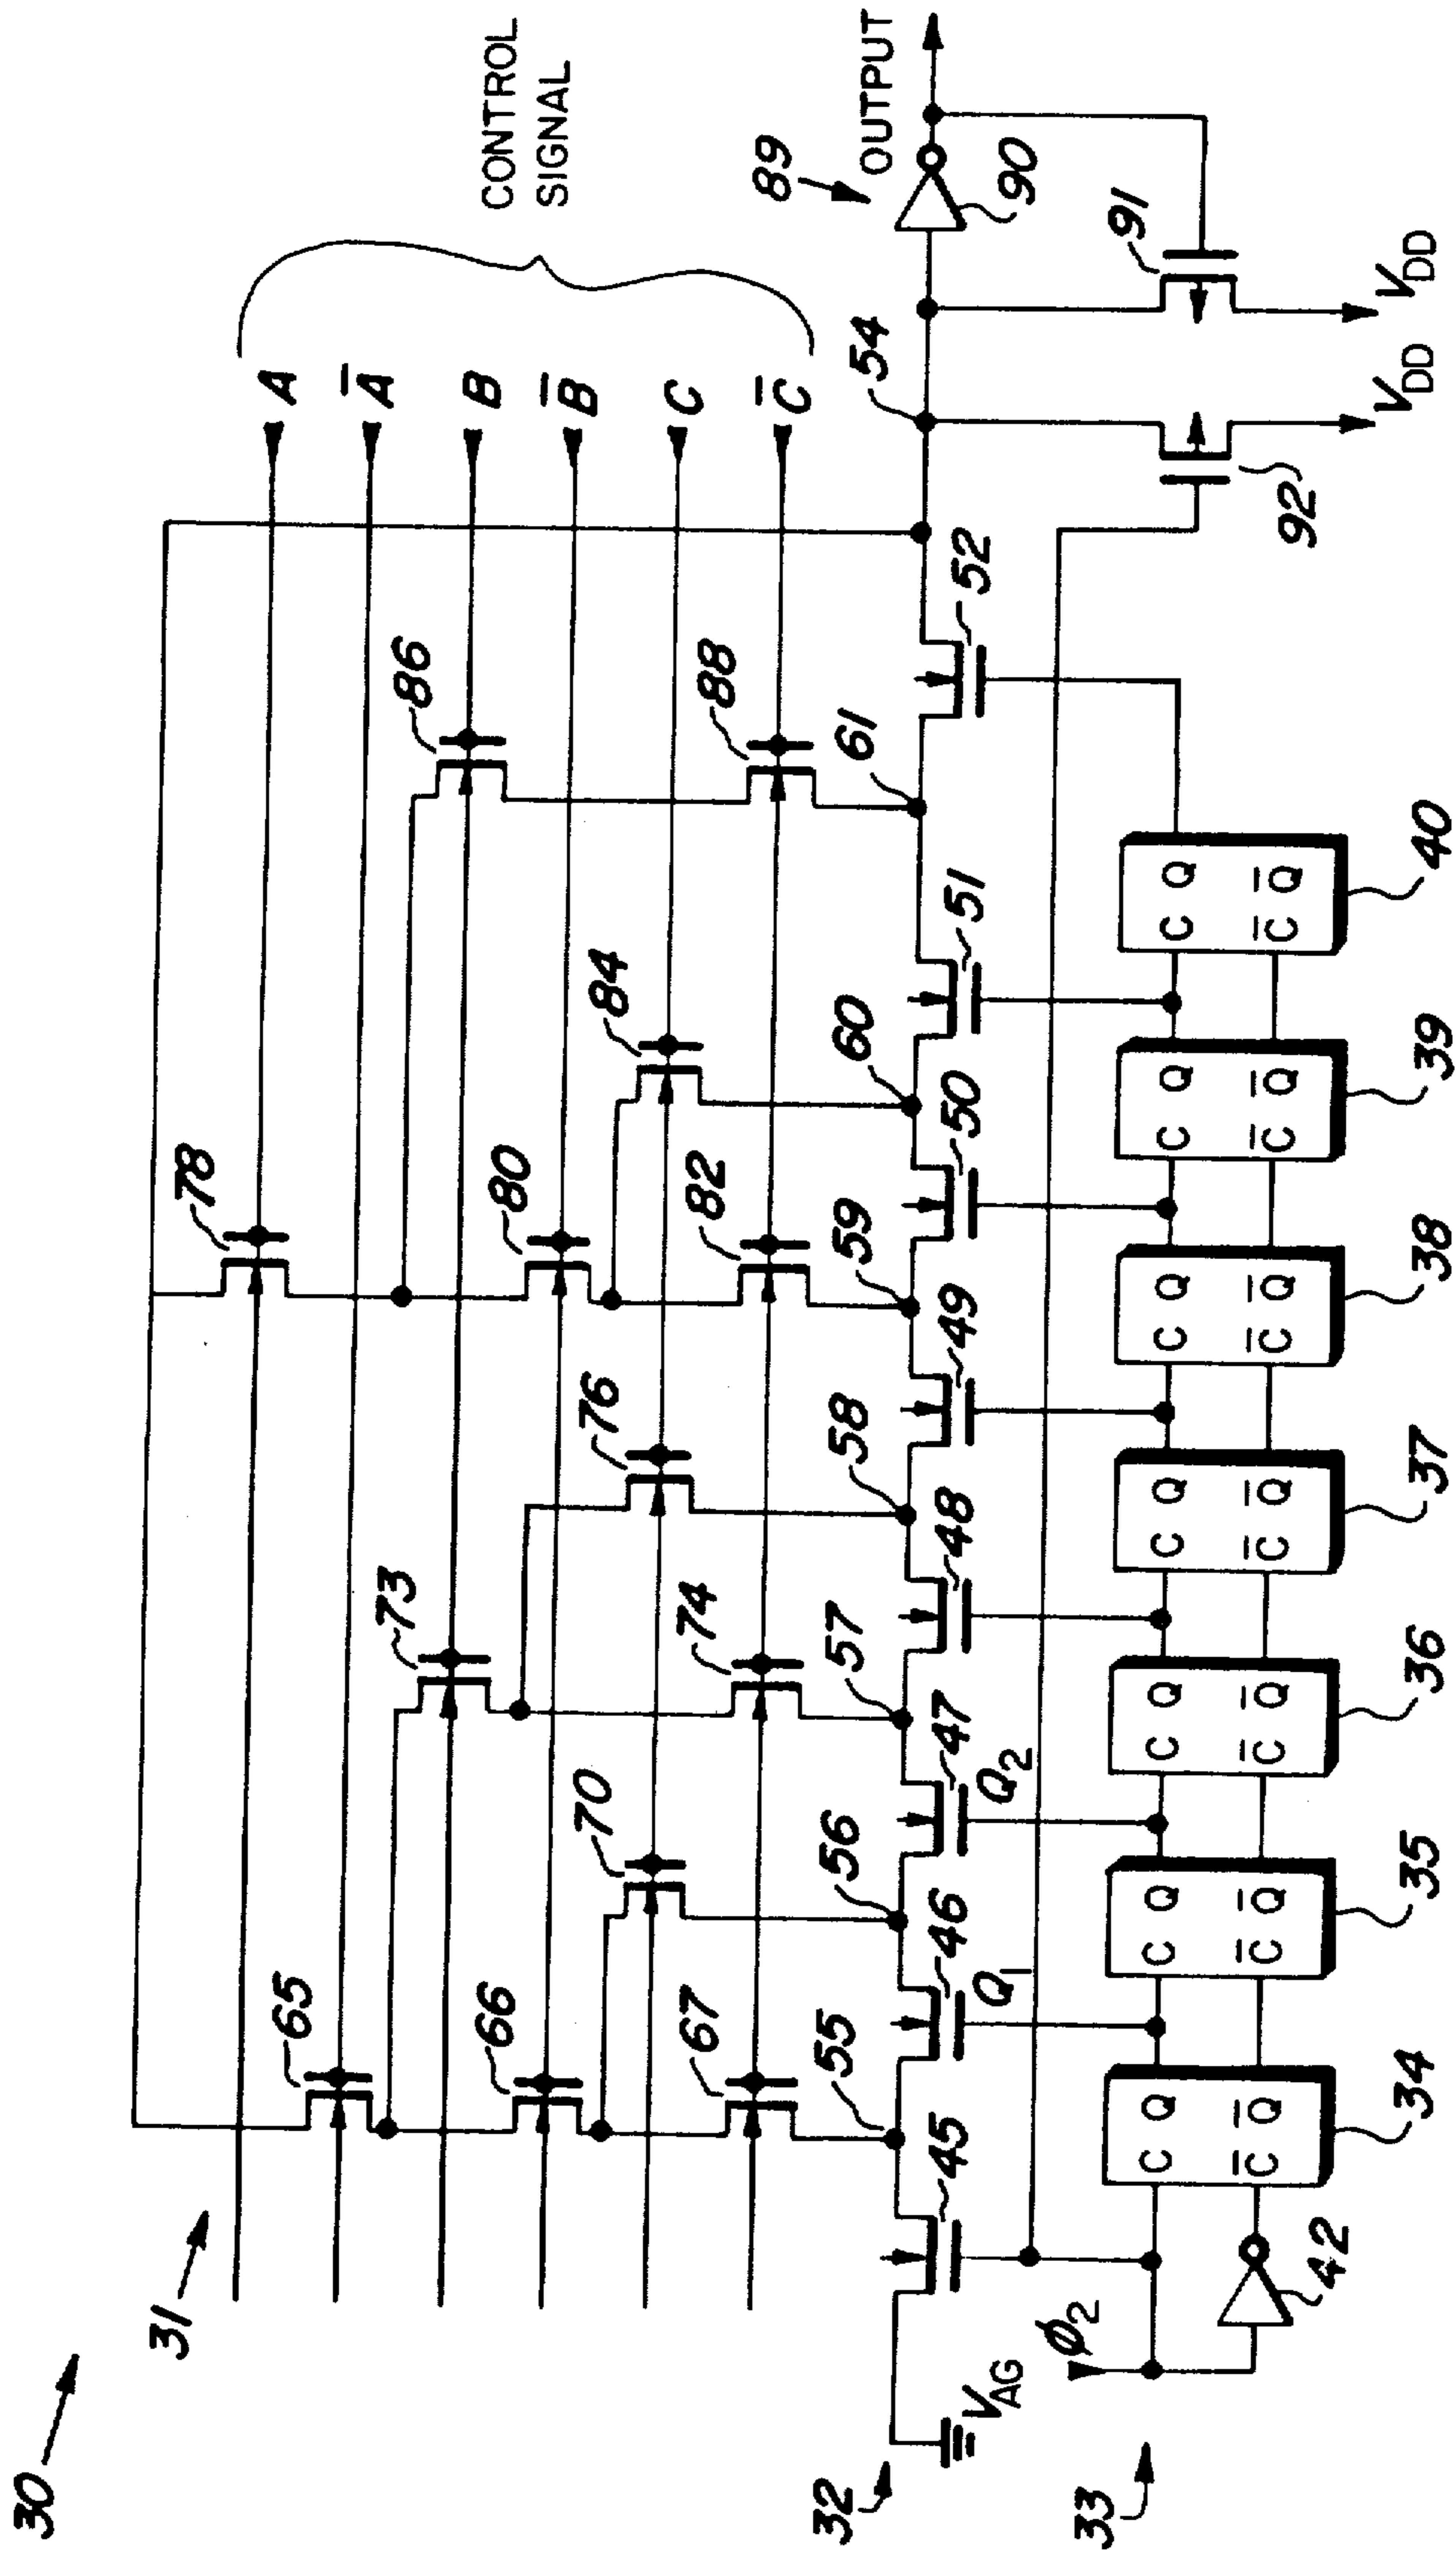 30
31
CONTROL
SIGNAL
A
A̅
B
B̅
C
C̅
78
65
73
86
66
80
70
76
84
67
74
82
88
55
56
57
58
59
60
61
54
89
OUTPUT
90
91
92
V_DD
V_DD
32
V_AG
45
46
47
48
49
50
51
52
Q₁
Q₂
ϕ₂
33
42
C Q
C̅ Q̅
34
C Q
C̅ Q̅
35
C Q
C̅ Q̅
36
C Q
C̅ Q̅
37
C Q
C̅ Q̅
38
C Q
C̅ Q̅
39
C Q
C̅ Q̅
40